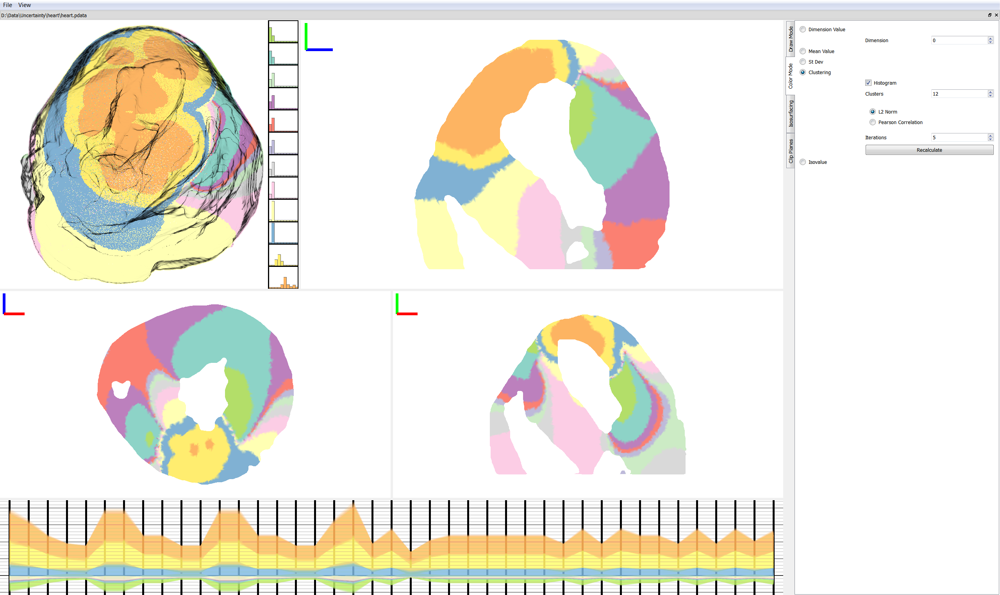 File View
D:\Data\Uncertainty\heart\heart.pdata
Draw Mode
Color Mode
Isosurfacing
Clip Planes
Dimension Value
Dimension 0
Mean Value
St Dev
Clustering
Histogram
Clusters 12
L2 Norm
Pearson Correlation
Iterations 5
Recalculate
Isovalue